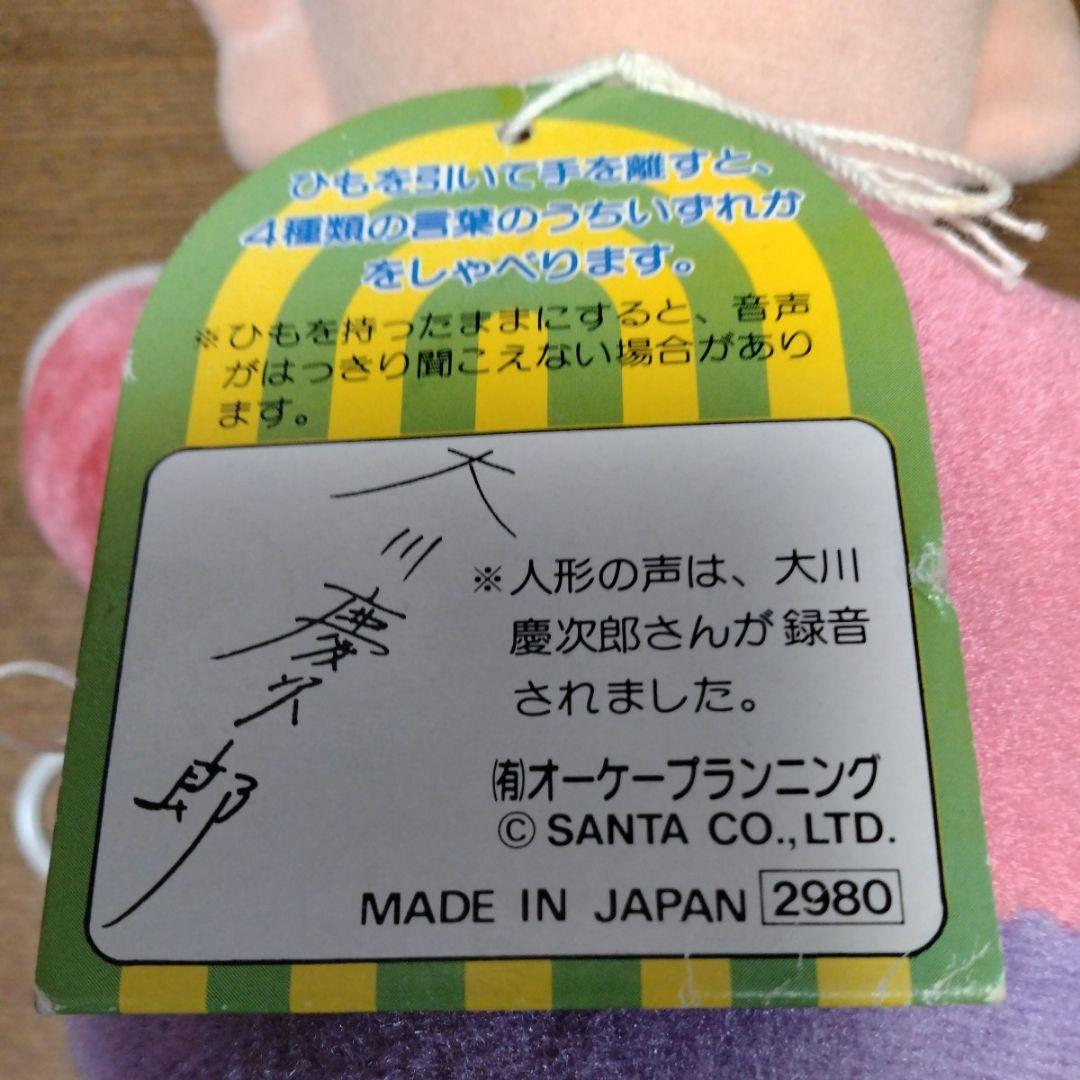 ひもを引いて手を離すと、
4種類の言葉のうちいずれか
をしゃべります。
※ひもを持ったままにすると、音声
がはっきり聞こえない場合があり
ます。
大川慶次郎
※人形の声は、大川
慶次郎さんが録音
されました。
㈲オーケープランニング
© SANTA CO.,LTD.
MADE IN JAPAN 2980